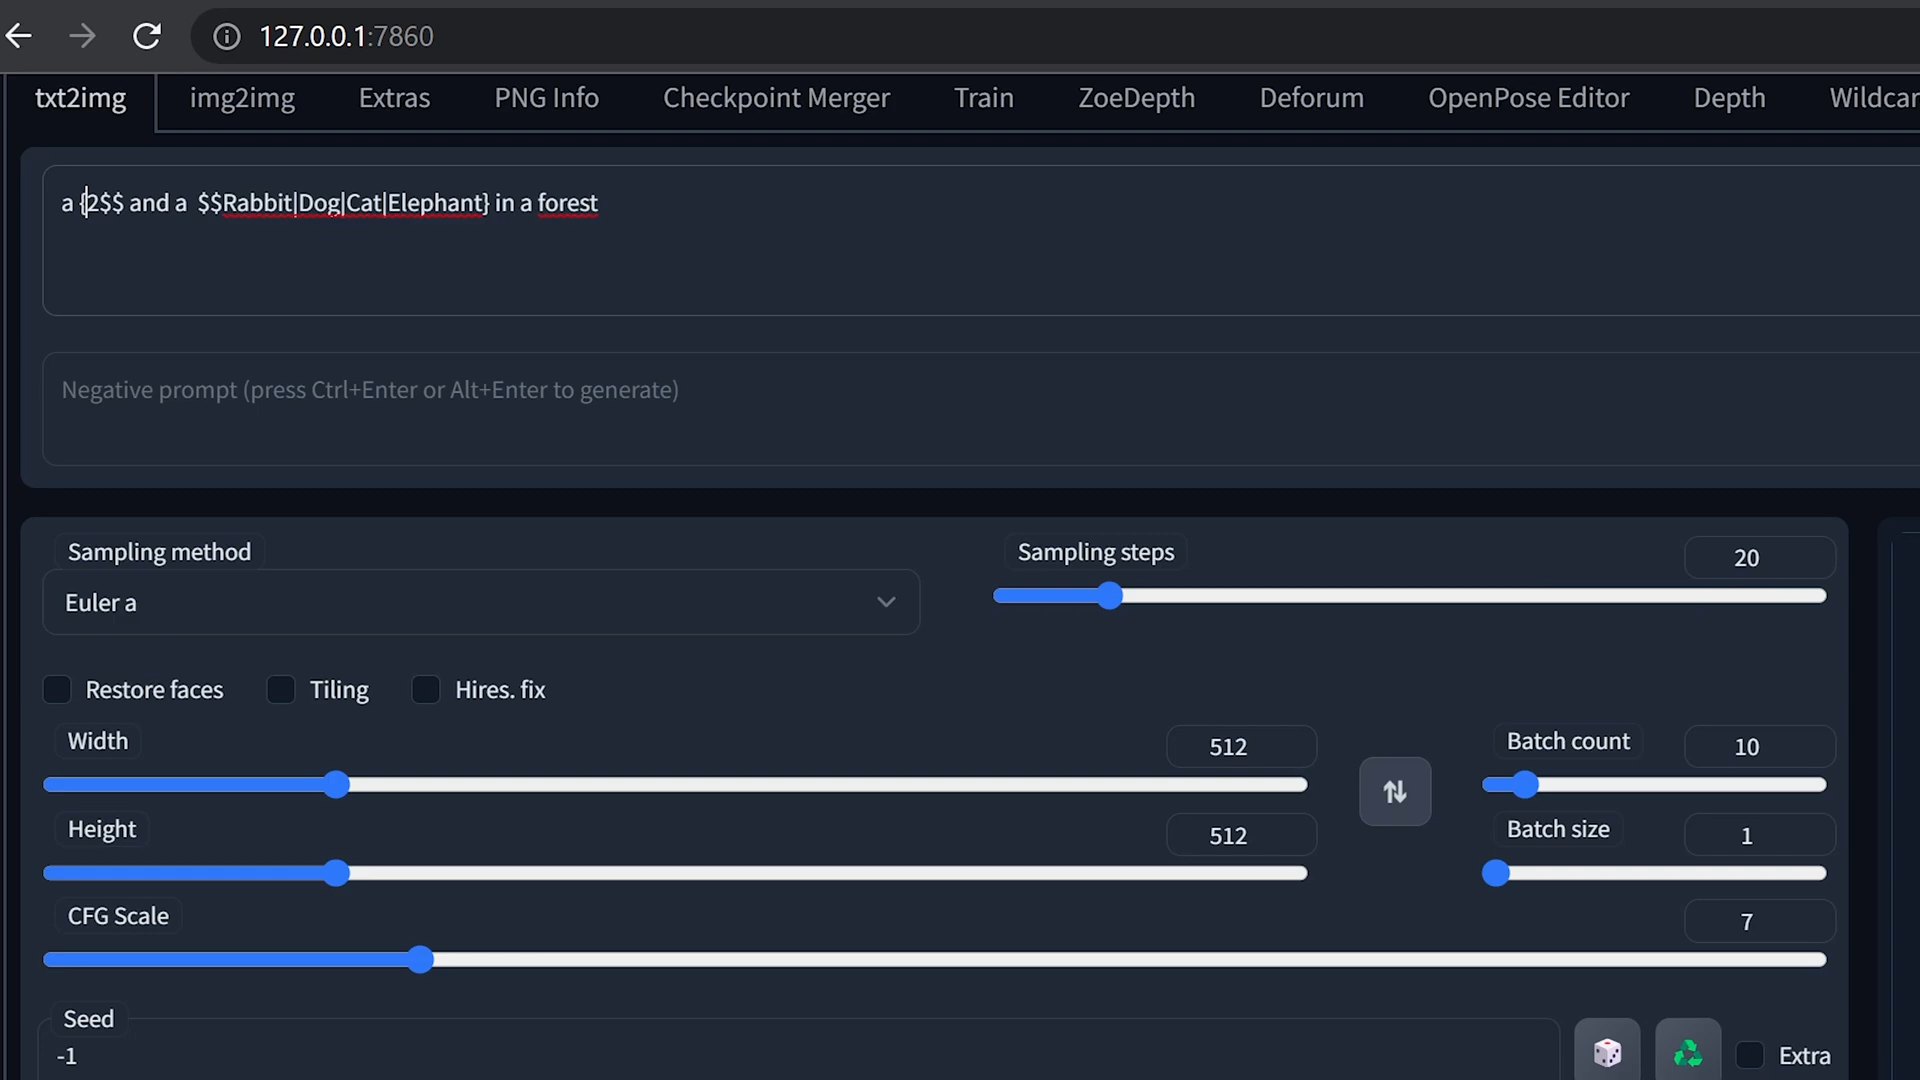 127.0.0.1:7860
txt2img img2img Extras PNG Info Checkpoint Merger Train ZoeDepth Deforum OpenPose Editor Depth Wildcar
a {2$$ and a  $$Rabbit|Dog|Cat|Elephant} in a forest
Negative prompt (press Ctrl+Enter or Alt+Enter to generate)
Sampling method
Euler a
Sampling steps
20
Restore faces Tiling Hires. fix
Width
512
Batch count
10
Height
512
Batch size
1
CFG Scale
7
Seed
-1
Extra